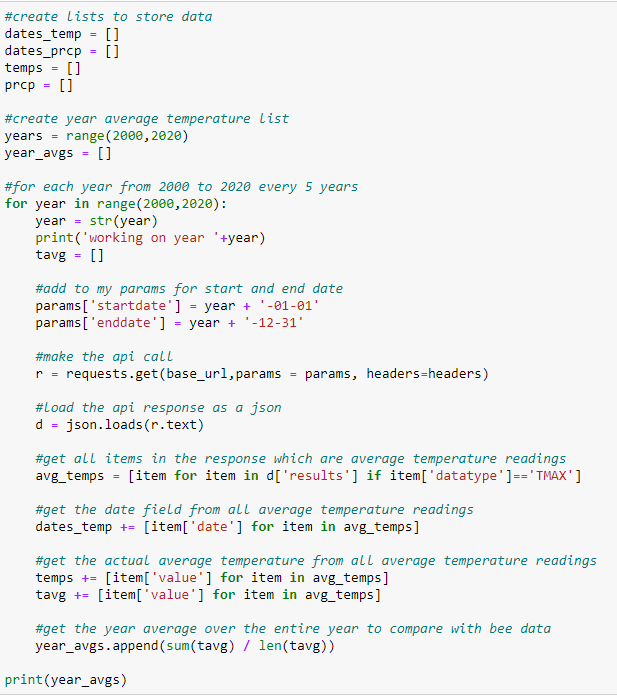 #create lists to store data
dates_temp = []
dates_prcp = []
temps = []
prcp = []
#create year average temperature list
years = range(2000,2020)
year_avgs = []
#for each year from 2000 to 2020 every 5 years
for year in range(2000,2020):
    year = str(year)
    print('working on year '+year)
    tavg = []
    #add to my params for start and end date
    params['startdate'] = year + '-01-01'
    params['enddate'] = year + '-12-31'
    #make the api call
    r = requests.get(base_url,params = params, headers=headers)
    #load the api response as a json
    d = json.loads(r.text)
    #get all items in the response which are average temperature readings
    avg_temps = [item for item in d['results'] if item['datatype']=='TMAX']
    #get the date field from all average temperature readings
    dates_temp += [item['date'] for item in avg_temps]
    #get the actual average temperature from all average temperature readings
    temps += [item['value'] for item in avg_temps]
    tavg += [item['value'] for item in avg_temps]
    #get the year average over the entire year to compare with bee data
    year_avgs.append(sum(tavg) / len(tavg))
print(year_avgs)